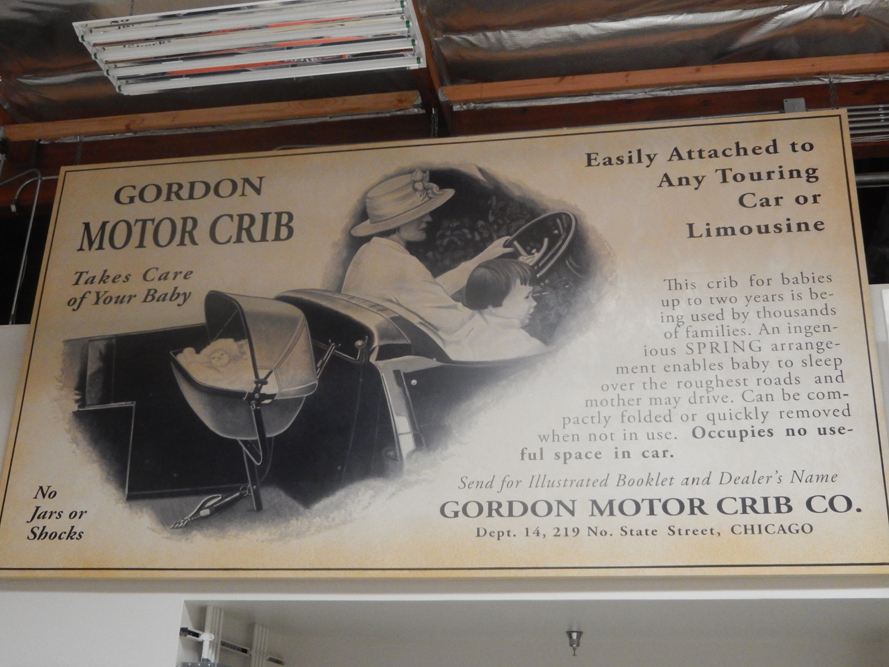 GORDON
MOTOR CRIB
Takes Care
of Your Baby
Easily Attached to
Any Touring
Car or
Limousine
This crib for babies
up to two years is be-
ing used by thousands
of families. An ingen-
ious SPRING arrange-
ment enables baby to sleep
over the roughest roads and
mother may drive. Can be com-
pactly folded or quickly removed
when not in use. Occupies no use-
ful space in car.
No
Jars or
Shocks
Send for Illustrated Booklet and Dealer's Name
GORDON MOTOR CRIB CO.
Dept. 14, 219 No. State Street, CHICAGO